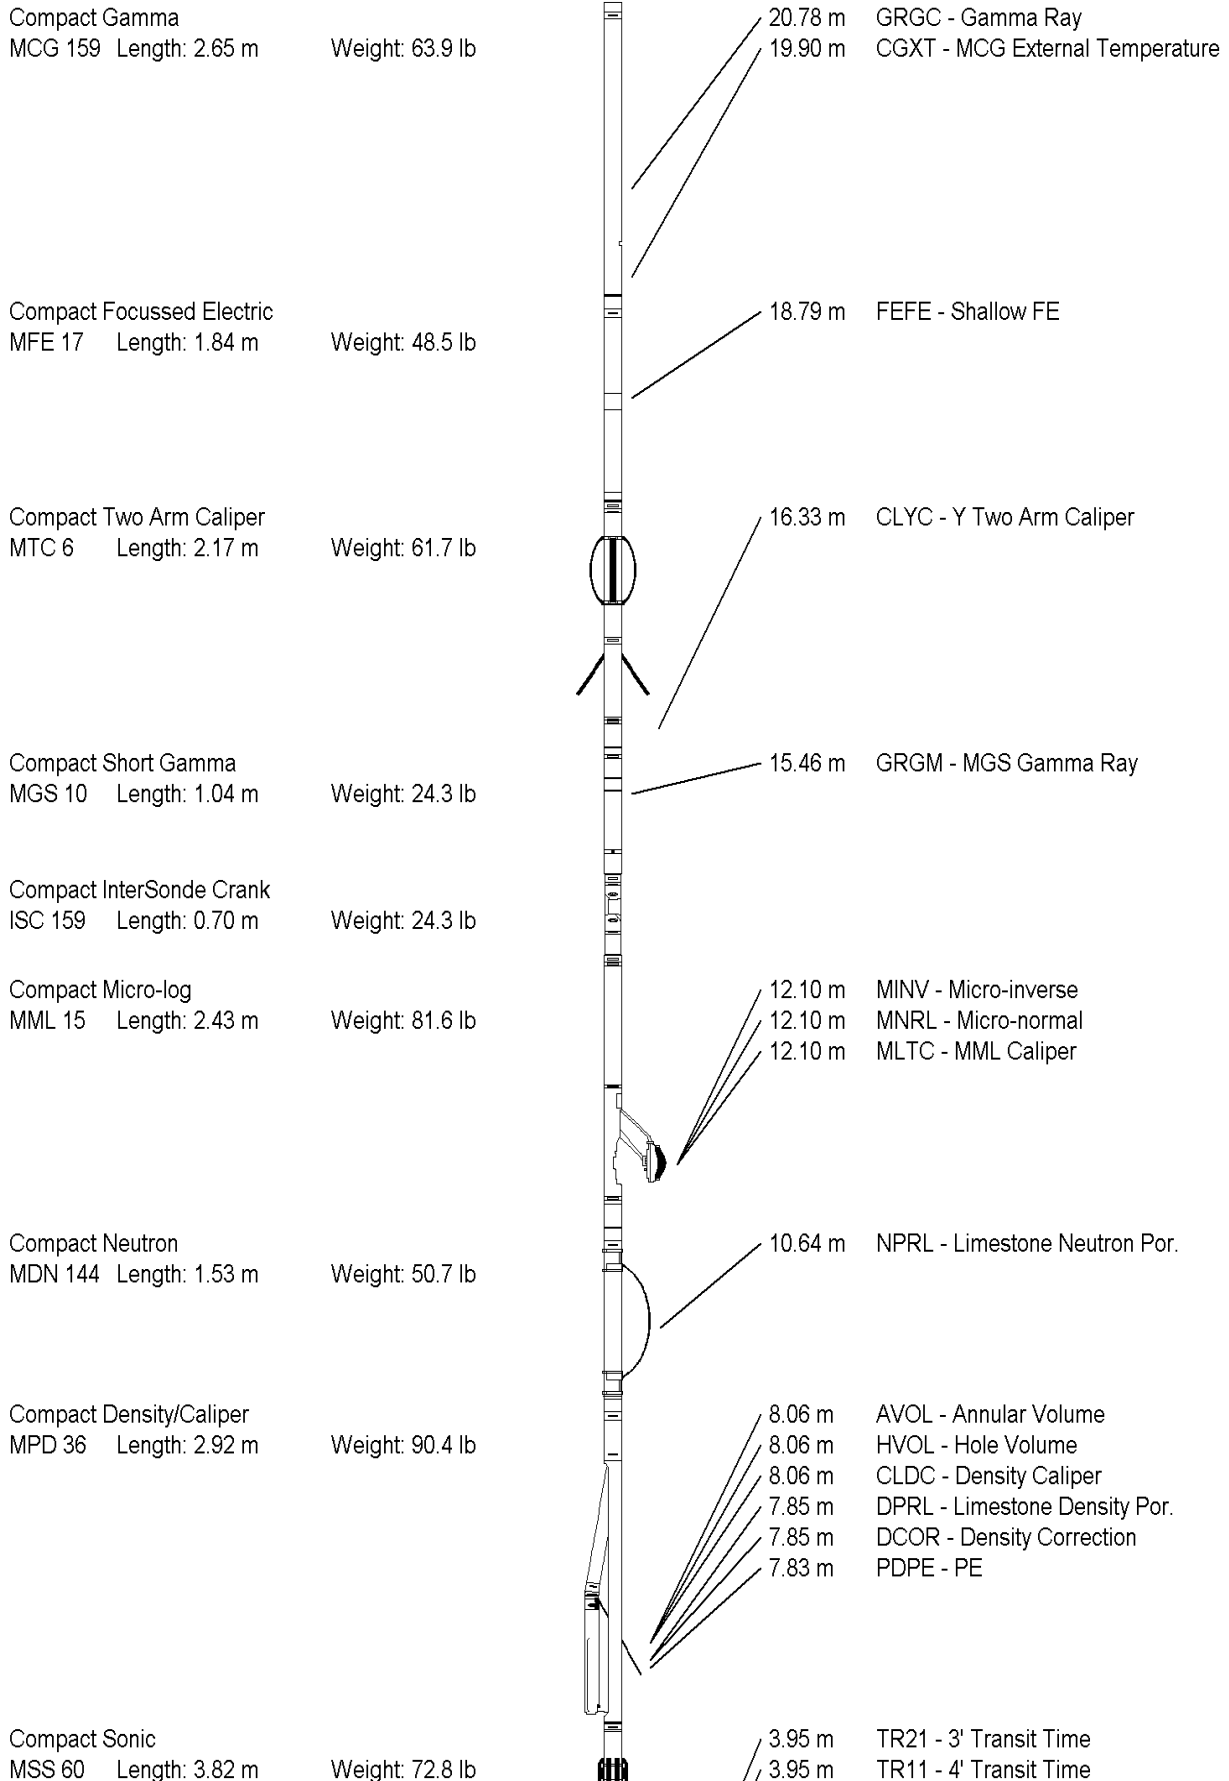 Compact Gamma
MCG 159 Length: 2.65 m Weight: 63.9 lb
20.78 m GRGC - Gamma Ray
19.90 m CGXT - MCG External Temperature
Compact Focussed Electric
MFE 17 Length: 1.84 m Weight: 48.5 lb
18.79 m FEFE - Shallow FE
Compact Two Arm Caliper
MTC 6 Length: 2.17 m Weight: 61.7 lb
16.33 m CLYC - Y Two Arm Caliper
Compact Short Gamma
MGS 10 Length: 1.04 m Weight: 24.3 lb
15.46 m GRGM - MGS Gamma Ray
Compact InterSonde Crank
ISC 159 Length: 0.70 m Weight: 24.3 lb
Compact Micro-log
MML 15 Length: 2.43 m Weight: 81.6 lb
12.10 m MINV - Micro-inverse
12.10 m MNRL - Micro-normal
12.10 m MLTC - MML Caliper
Compact Neutron
MDN 144 Length: 1.53 m Weight: 50.7 lb
10.64 m NPRL - Limestone Neutron Por.
Compact Density/Caliper
MPD 36 Length: 2.92 m Weight: 90.4 lb
8.06 m AVOL - Annular Volume
8.06 m HVOL - Hole Volume
8.06 m CLDC - Density Caliper
7.85 m DPRL - Limestone Density Por.
7.85 m DCOR - Density Correction
7.83 m PDPE - PE
Compact Sonic
MSS 60 Length: 3.82 m Weight: 72.8 lb
3.95 m TR21 - 3' Transit Time
3.95 m TR11 - 4' Transit Time